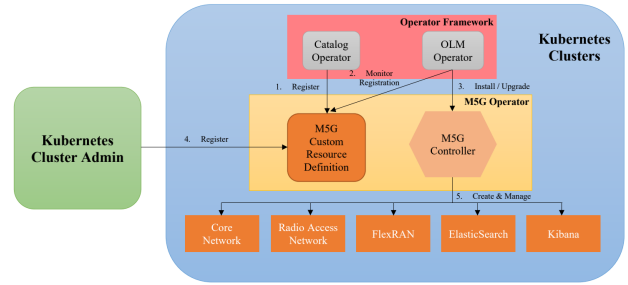 Operator Framework
Kubernetes
Clusters
Catalog
Operator
OLM
Operator
1. Register
2. Monitor
Registration
3. Install / Upgrade
M5G Operator
Kubernetes
Cluster Admin
4. Register
M5G
Custom
Resource
Definition
M5G
Controller
5. Create & Manage
Core
Network
Radio Access
Network
FlexRAN
ElasticSearch
Kibana